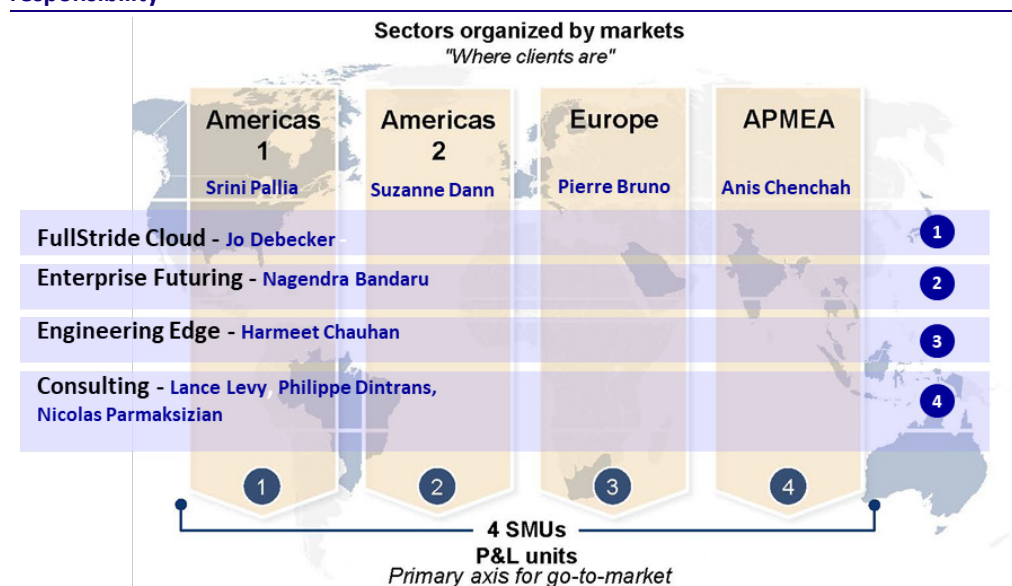 responsibility
Sectors organized by markets
"Where clients are"
Americas
1
Srini Pallia
Americas
2
Suzanne Dann
Europe
Pierre Bruno
APMEA
Anis Chenchah
FullStride Cloud - Jo Debecker -
1
Enterprise Futuring - Nagendra Bandaru
2
Engineering Edge - Harmeet Chauhan
3
Consulting - Lance Levy, Philippe Dintrans,
Nicolas Parmaksizian
4
1
2
3
4
4 SMUs
P&L units
Primary axis for go-to-market